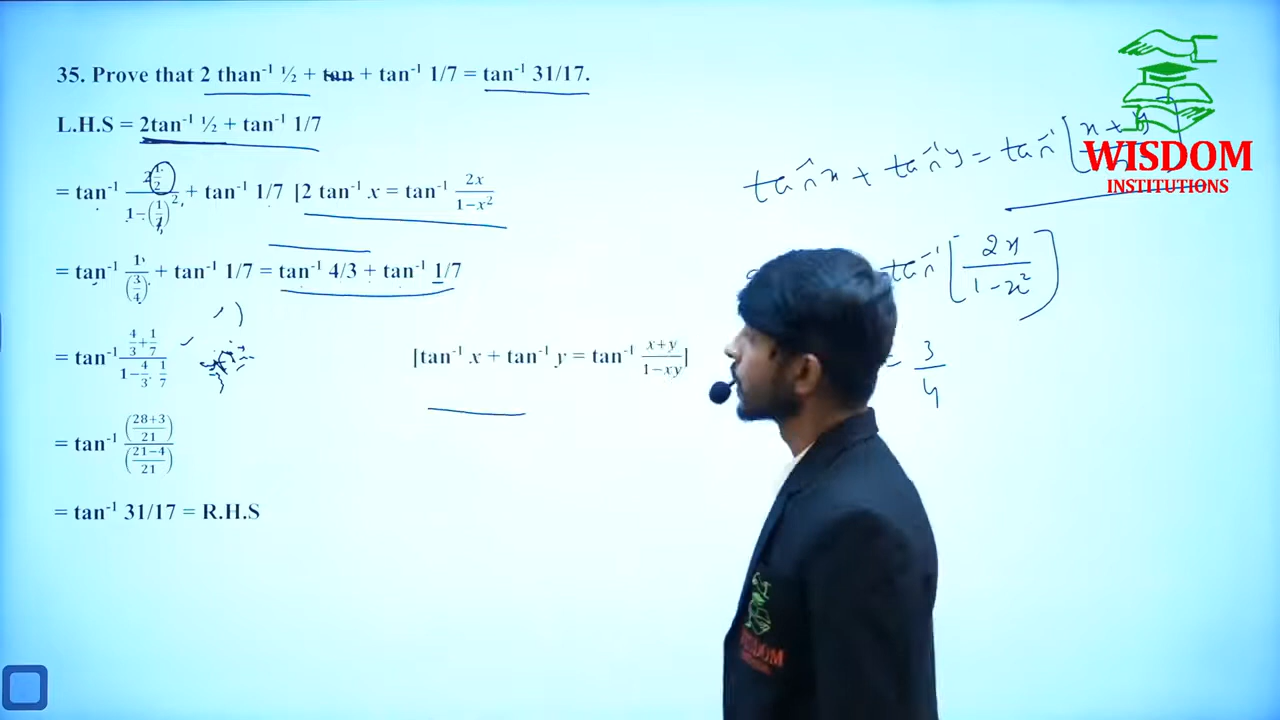 35. Prove that 2 than⁻¹ ½ + tan + tan⁻¹ 1/7 = tan⁻¹ 31/17.
L.H.S = 2tan⁻¹ ½ + tan⁻¹ 1/7
= tan⁻¹ (2 1/2)/(1−(1/2)²) + tan⁻¹ 1/7 [2 tan⁻¹ x = tan⁻¹ 2x/(1−x²)
= tan⁻¹ 1/(3/4) + tan⁻¹ 1/7 = tan⁻¹ 4/3 + tan⁻¹ 1/7
= tan⁻¹ (4/3+1/7)/(1−4/3.1/7) [tan⁻¹ x + tan⁻¹ y = tan⁻¹ (x+y)/(1−xy)]
= tan⁻¹ ((28+3)/21)/((21−4)/21)
= tan⁻¹ 31/17 = R.H.S
tan⁻¹x + tan⁻¹y = tan⁻¹[x + y
tan⁻¹[2x/(1−x²)]
= 3/4
WISDOM
INSTITUTIONS